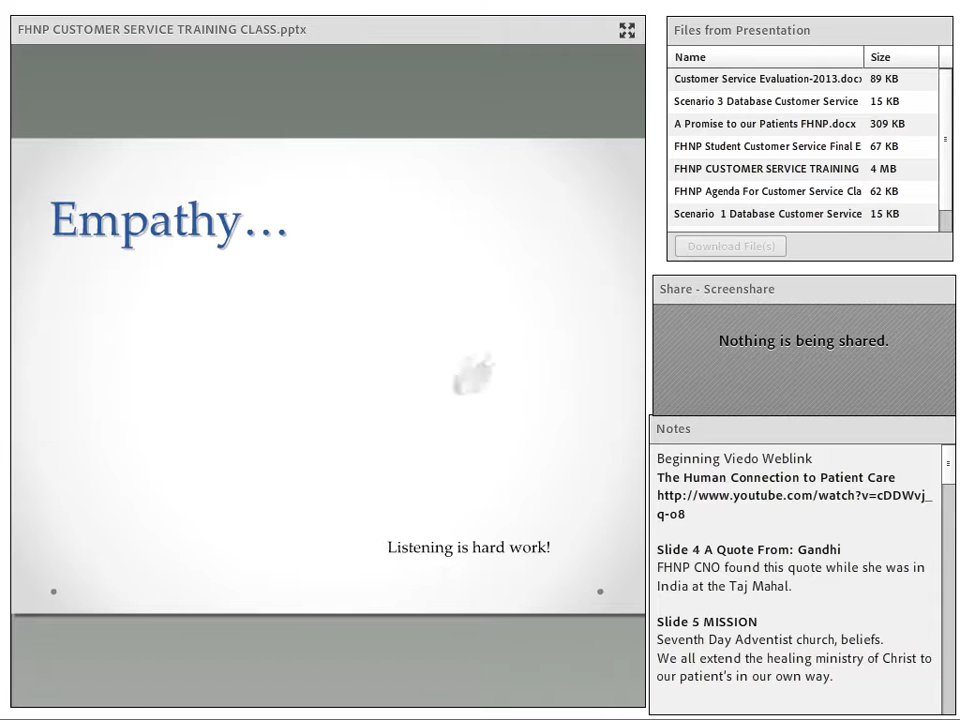 FHNP CUSTOMER SERVICE TRAINING CLASS.pptx
Empathy...
Listening is hard work!
Files from Presentation
Name Size
Customer Service Evaluation-2013.docx 89 KB
Scenario 3 Database Customer Service 15 KB
A Promise to our Patients FHNP.docx 309 KB
FHNP Student Customer Service Final E 67 KB
FHNP CUSTOMER SERVICE TRAINING 4 MB
FHNP Agenda For Customer Service Cla 62 KB
Scenario 1 Database Customer Service 15 KB
Download File(s)
Share - Screenshare
Nothing is being shared.
Notes
Beginning Viedo Weblink
The Human Connection to Patient Care
http://www.youtube.com/watch?v=cDDWvj_
q-o8
Slide 4 A Quote From: Gandhi
FHNP CNO found this quote while she was in
India at the Taj Mahal.
Slide 5 MISSION
Seventh Day Adventist church, beliefs.
We all extend the healing ministry of Christ to
our patient's in our own way.